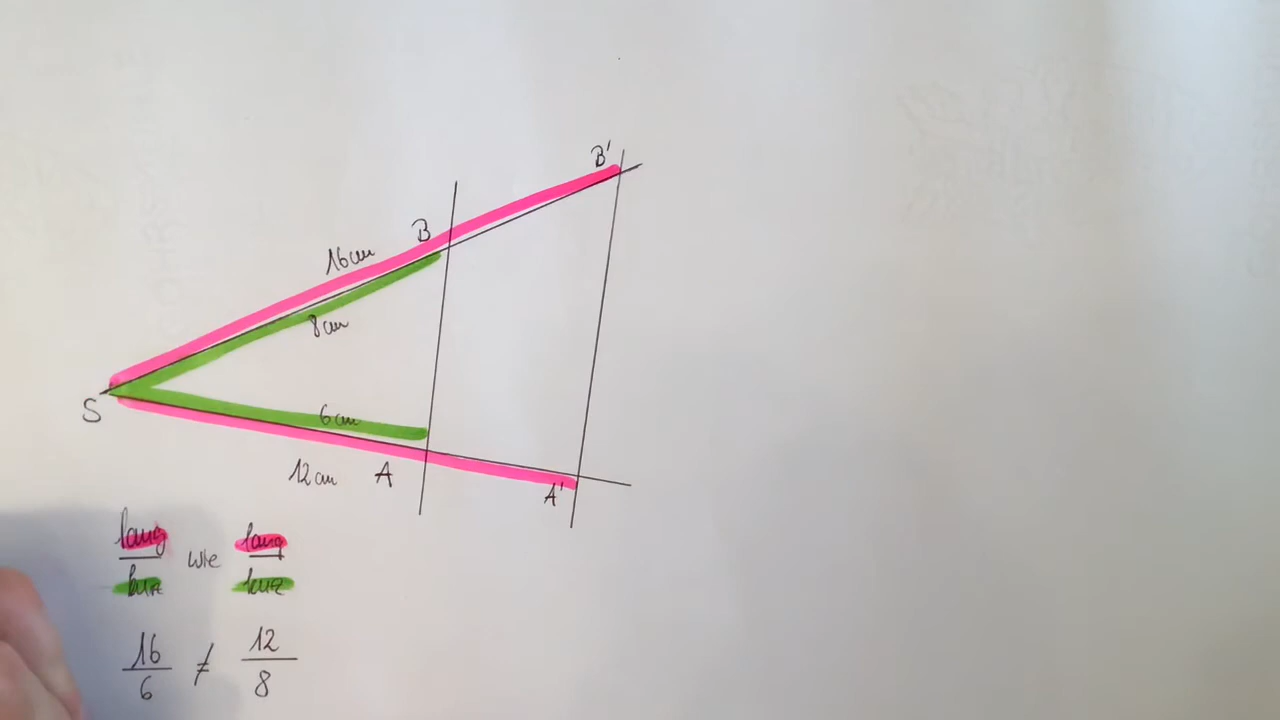 B'
B
16cm
8cm
S
6cm
12cm
A
A'
lang wie lang
kurz kurz
16 ≠ 12
6 8